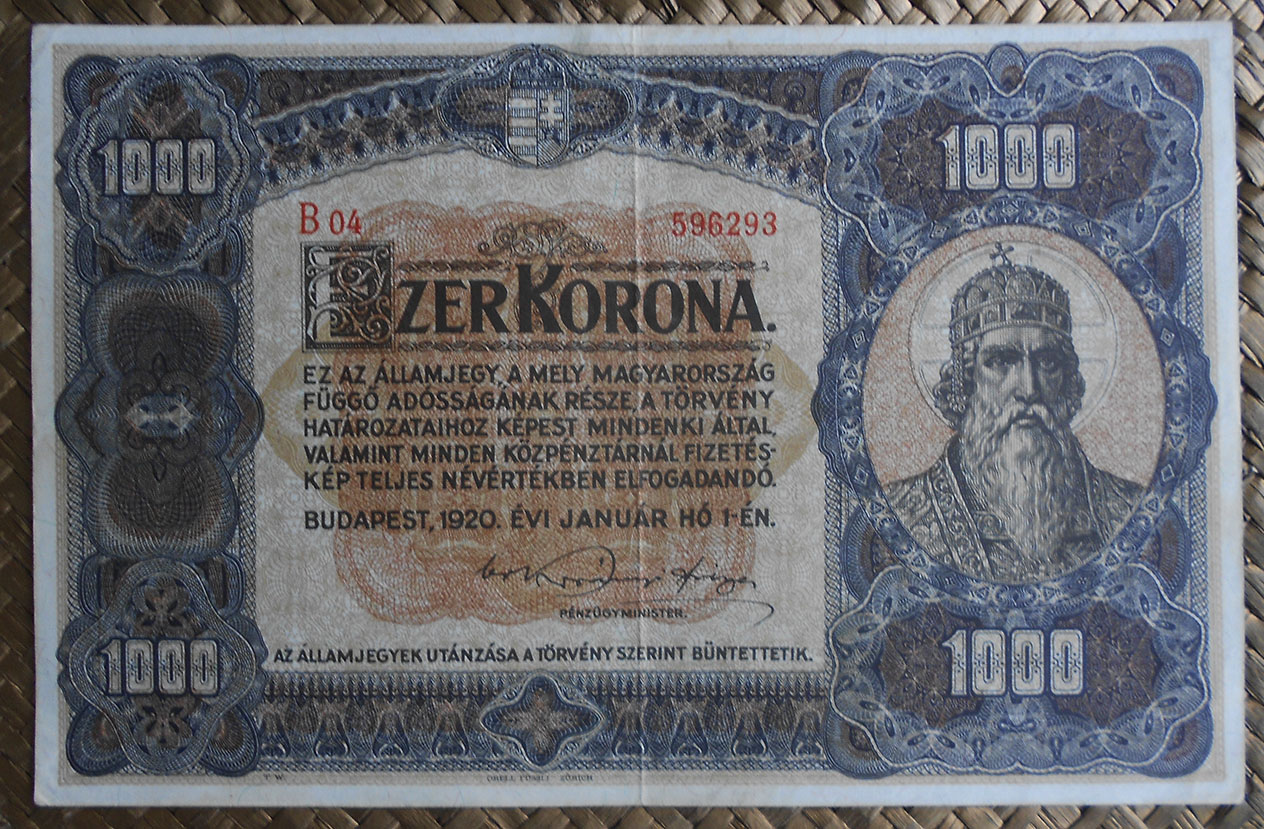 1000
1000
B 04 596293
EZER KORONA.
EZ AZ ÁLLAMJEGY, A MELY MAGYARORSZÁG
FÜGGŐ ADÓSSÁGÁNAK RÉSZE, A TÖRVÉNY
HATÁROZATAIHOZ KÉPEST MINDENKI ÁLTAL,
VALAMINT MINDEN KÖZPÉNZTÁRNÁL FIZETÉS-
KÉP TELJES NÉVÉRTÉKBEN ELFOGADANDÓ.
BUDAPEST, 1920. ÉVI JANUÁR HÓ 1-ÉN.
PÉNZÜGYMINISTER.
1000
AZ ÁLLAMJEGYEK UTÁNZÁSA A TÖRVÉNY SZERINT BÜNTETTETIK.
1000
T. W.
ORELL FÜSSLI ZÜRICH